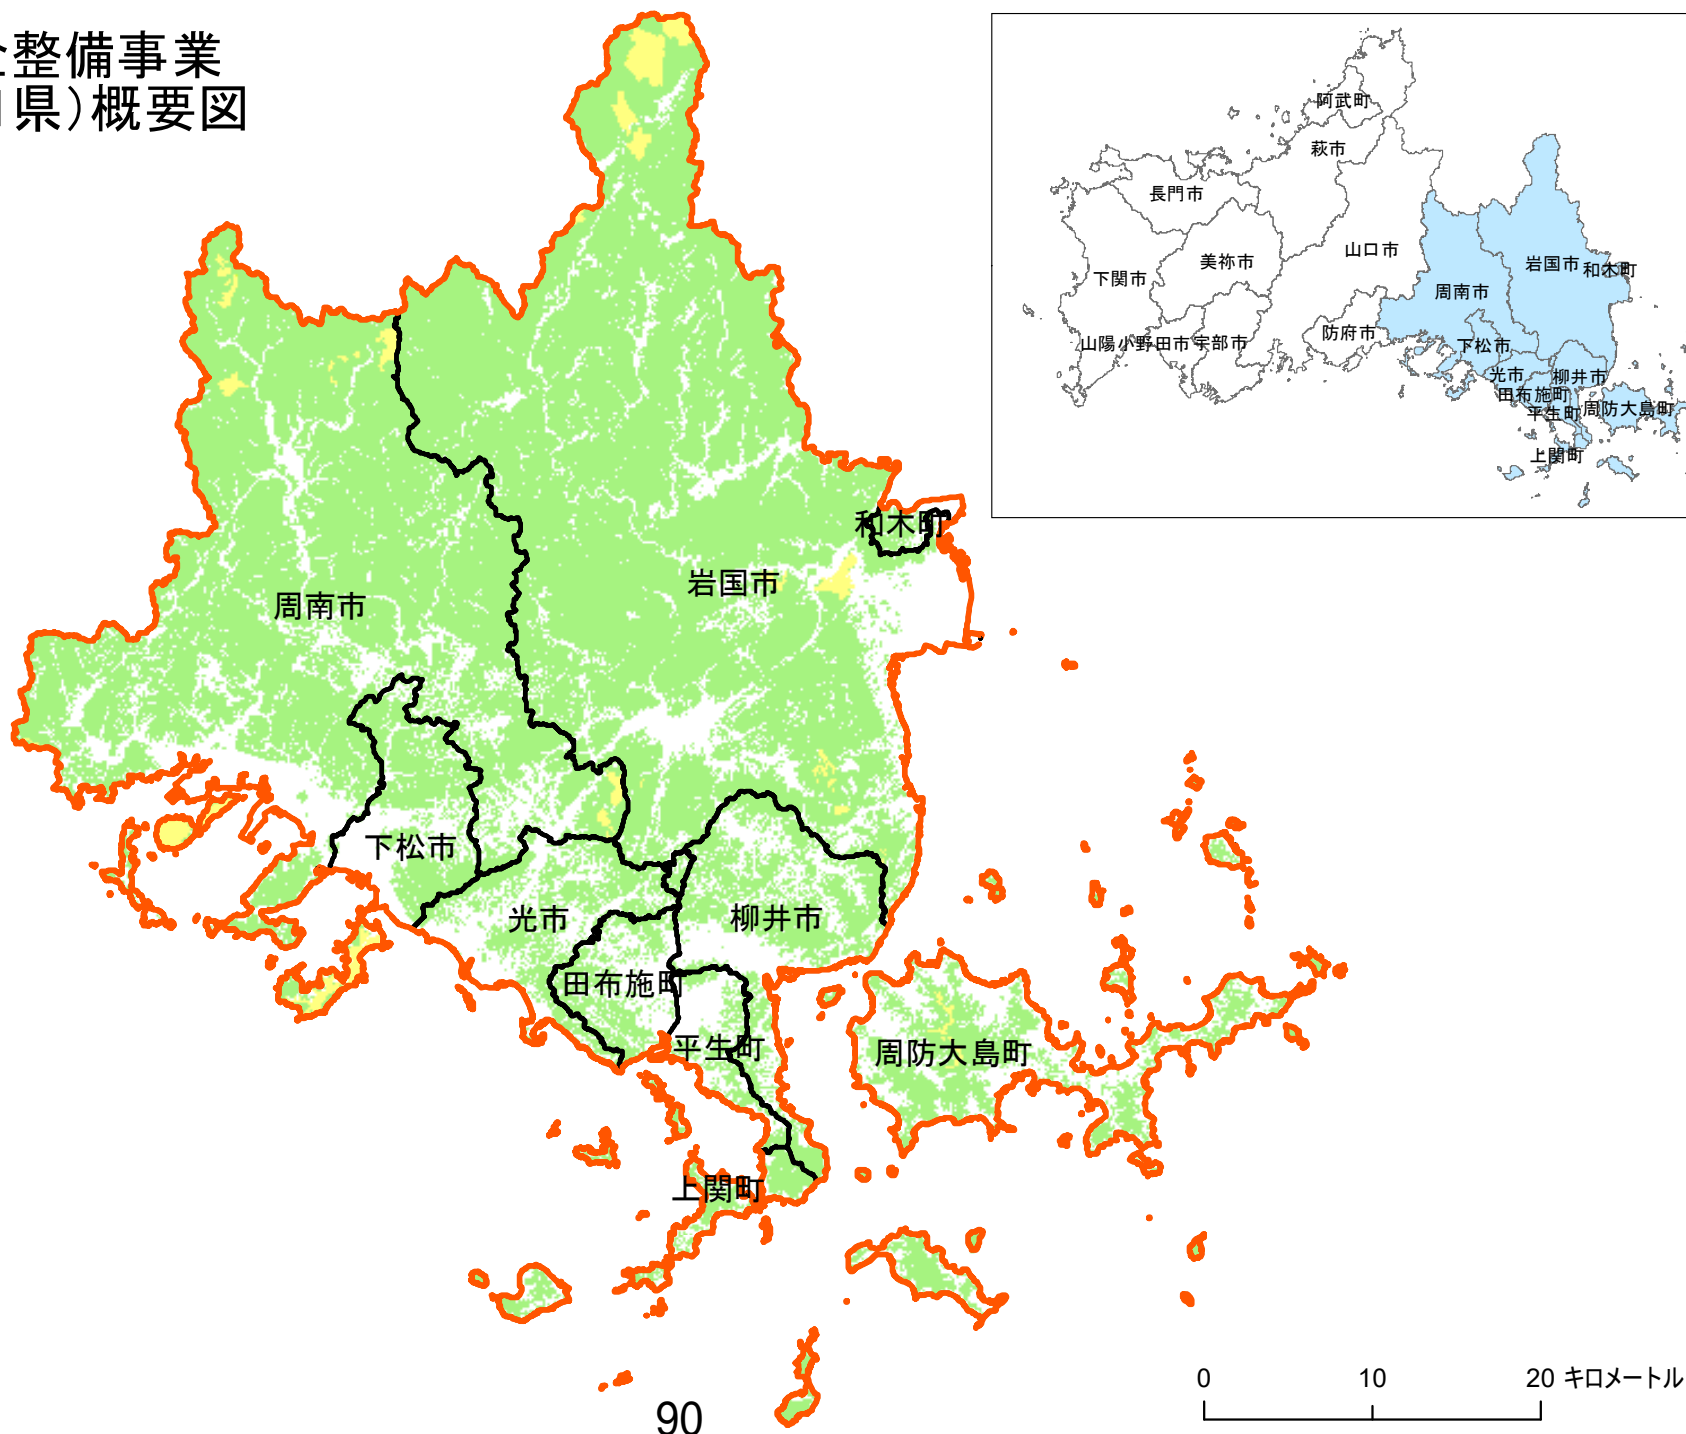 整備事業
県）概要図
阿武町
萩市
長門市
山口市
美祢市
下関市
岩国市
和木町
周南市
防府市
山陽小野田市
宇部市
下松市
光市
柳井市
田布施町
平生町
周防大島町
上関町
和木町
岩国市
周南市
下松市
光市
柳井市
田布施町
平生町
周防大島町
上関町
0 10 20 キロメートル
90